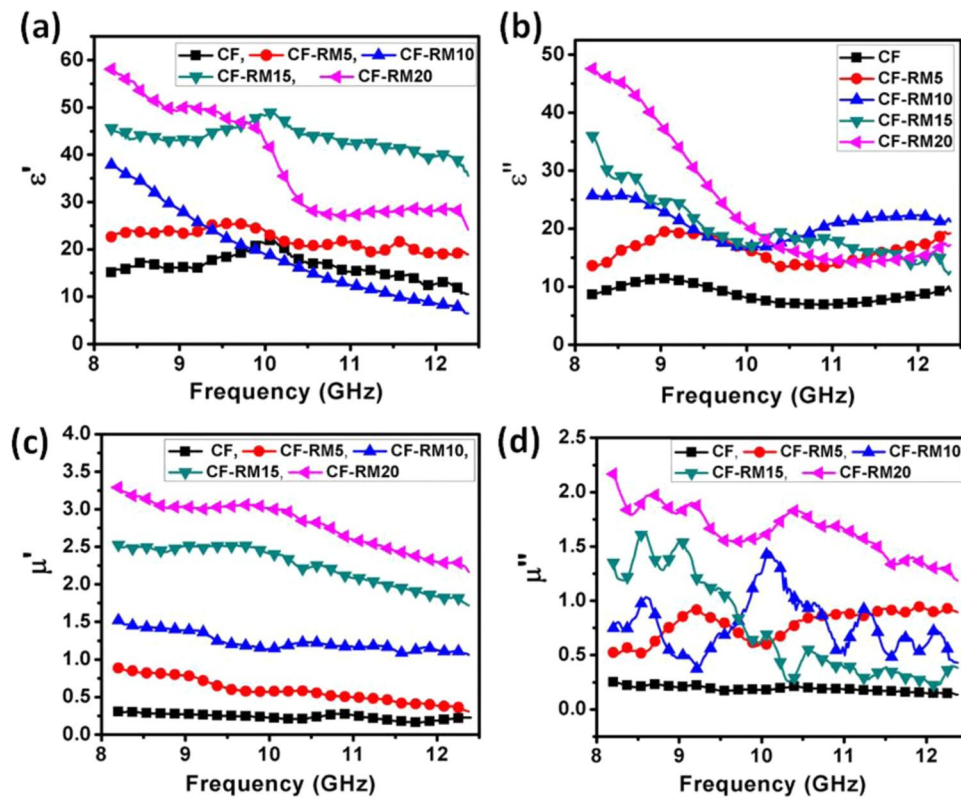 (a)
CF, CF-RM5, CF-RM10
CF-RM15, CF-RM20
60
50
40
30
20
10
0
ε'
8 9 10 11 12
Frequency (GHz)
(b)
CF
CF-RM5
CF-RM10
CF-RM15
CF-RM20
50
40
30
20
10
0
ε"
8 9 10 11 12
Frequency (GHz)
(c)
CF, CF-RM5, CF-RM10,
CF-RM15, CF-RM20
4.0
3.5
3.0
2.5
2.0
1.5
1.0
0.5
0.0
μ'
8 9 10 11 12
Frequency (GHz)
(d)
CF, CF-RM5, CF-RM10
CF-RM15, CF-RM20
2.5
2.0
1.5
1.0
0.5
0.0
μ"
8 9 10 11 12
Frequency (GHz)